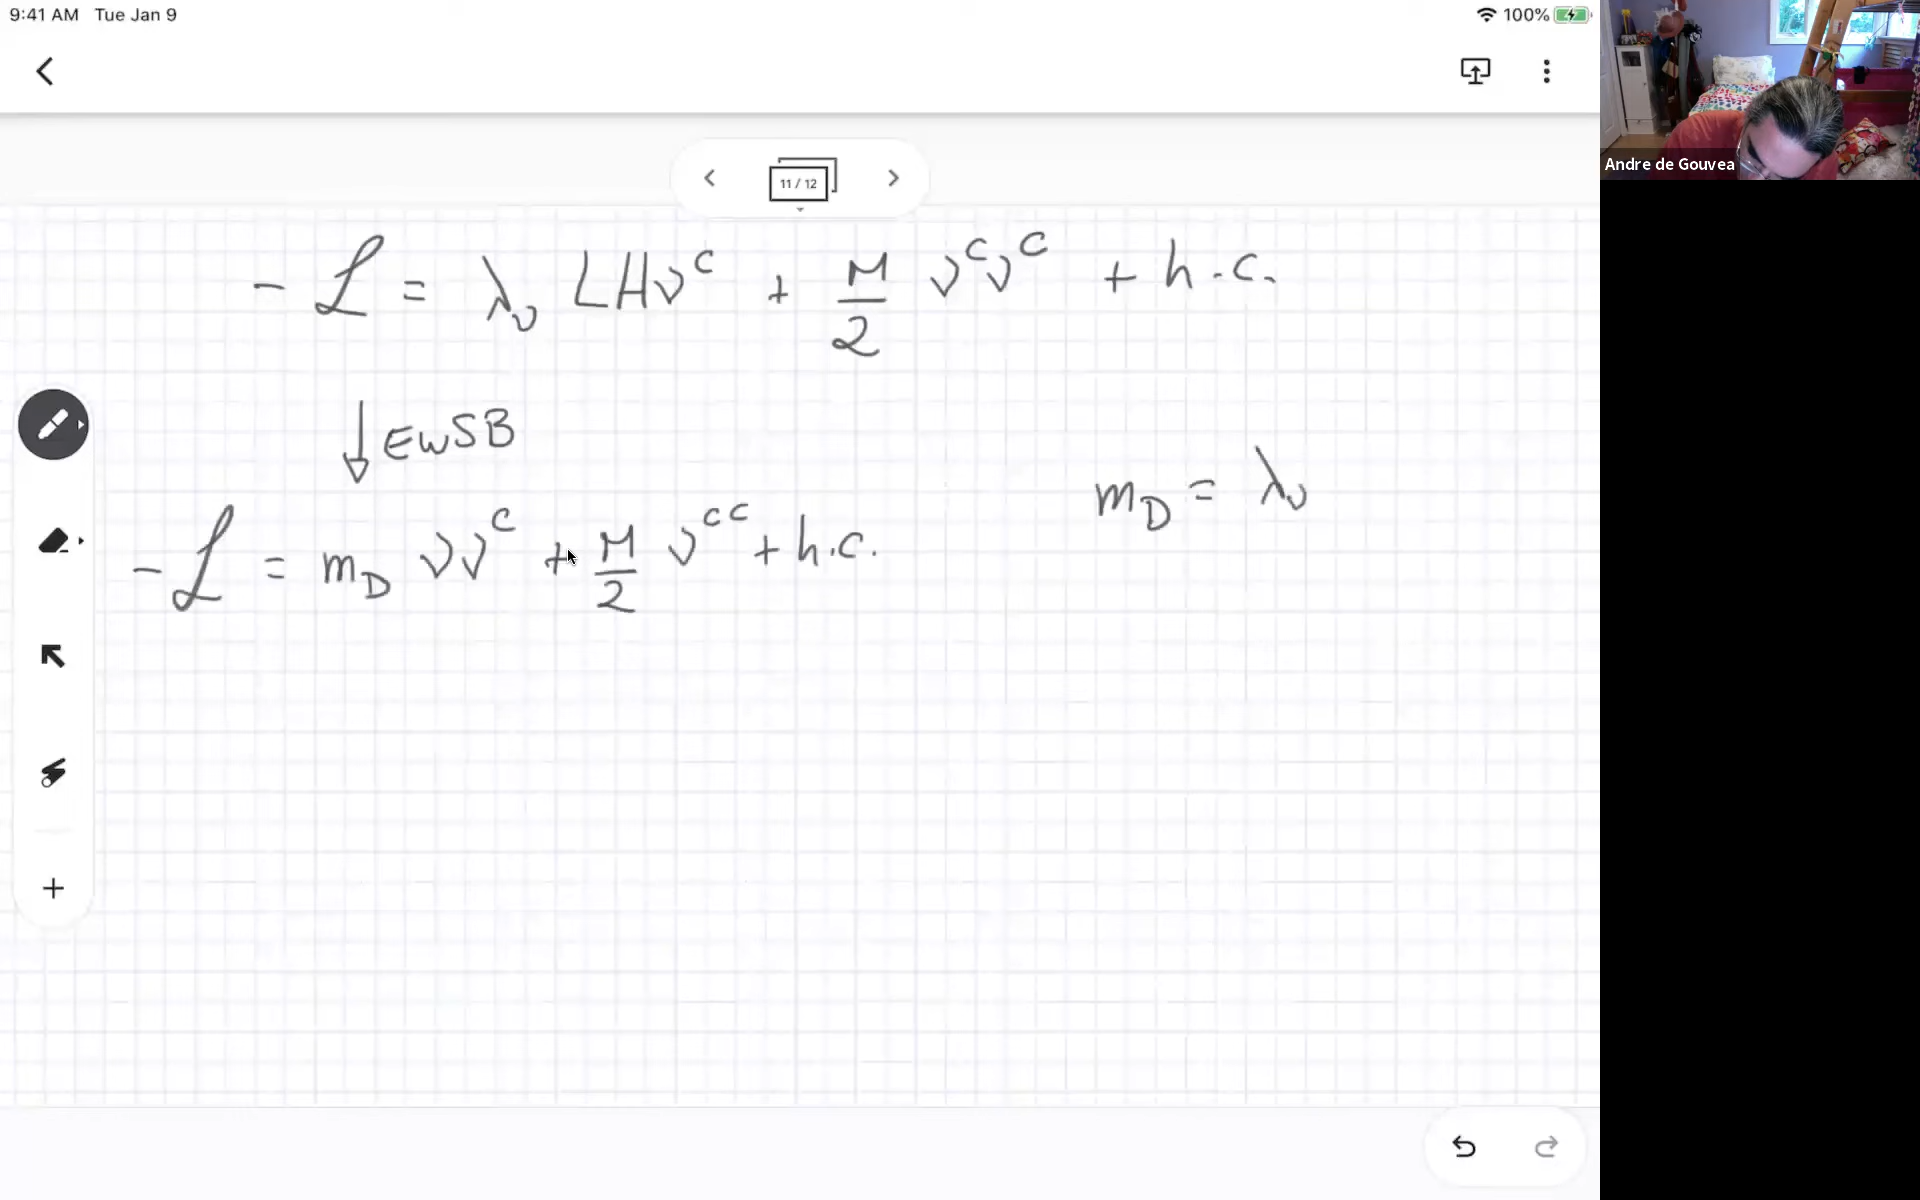 9:41 AM Tue Jan 9
100%
Andre de Gouvea
11 / 12
- ℒ = λ_ν LHν^c + M/2 ν^cν^c + h.c.
↓ EWSB
m_D = λ_ν
- ℒ = m_D νν^c + M/2 ν^cc + h.c.